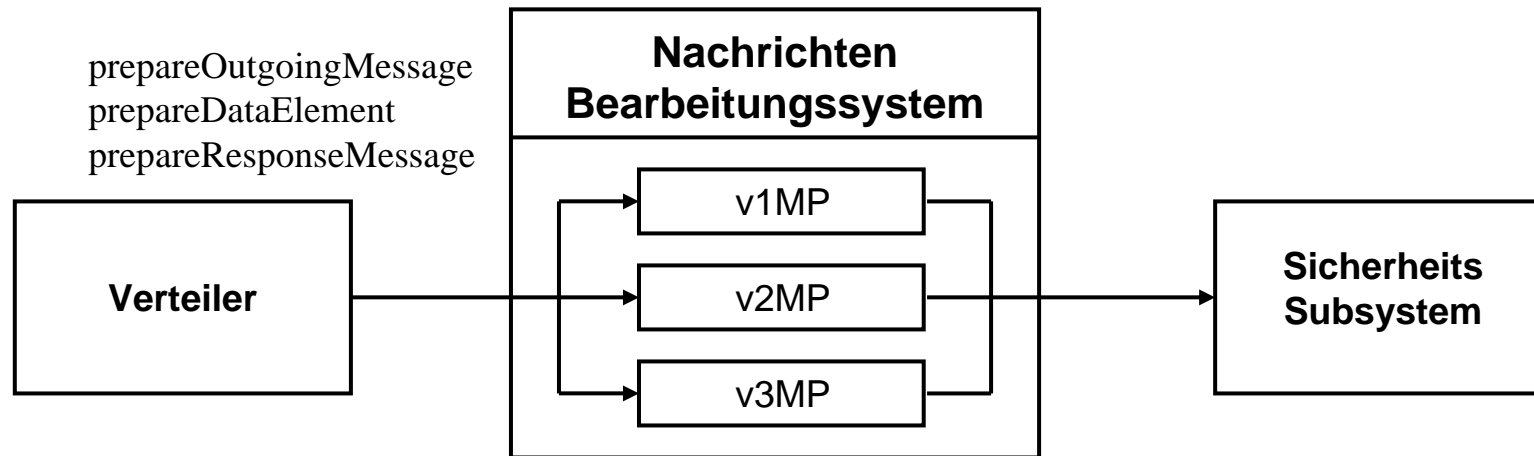 prepareOutgoingMessage
prepareDataElement
prepareResponseMessage
Nachrichten
Bearbeitungssystem
Verteiler
v1MP
v2MP
v3MP
Sicherheits
Subsystem